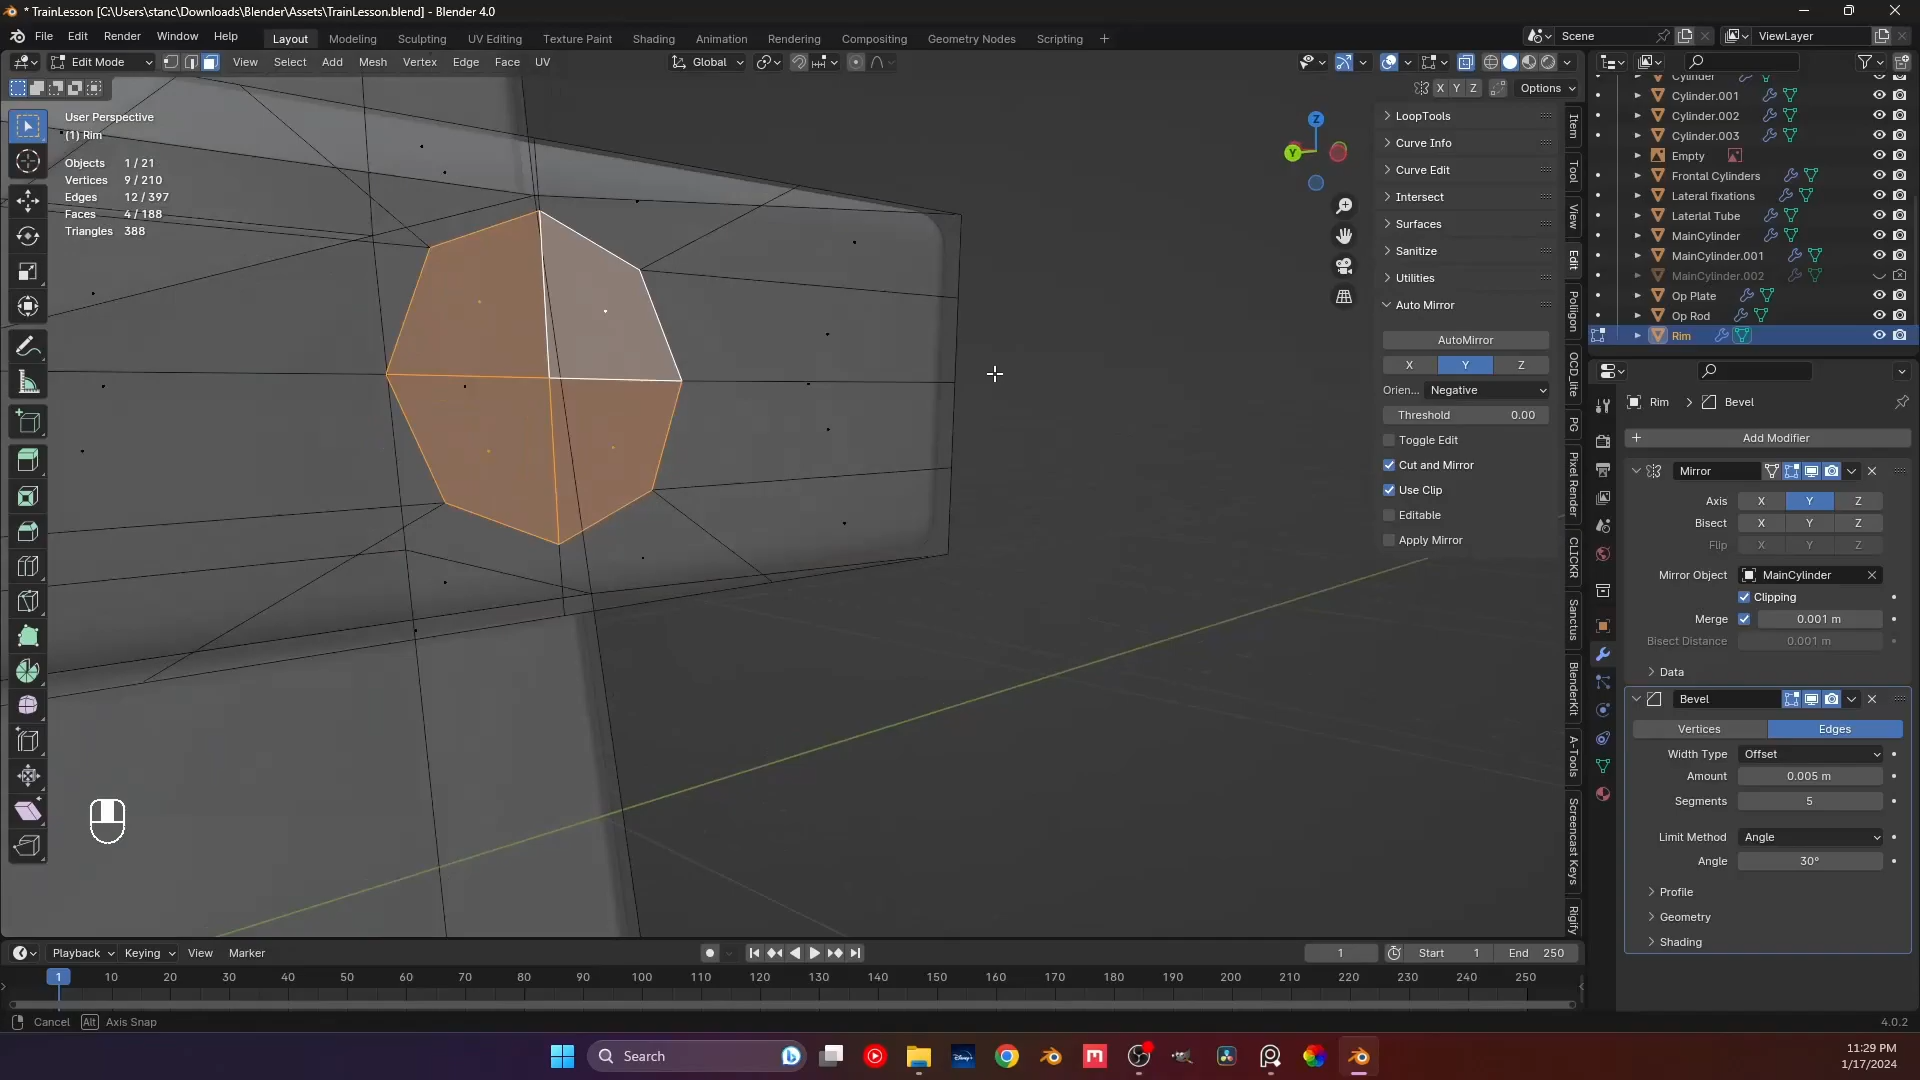 * TrainLesson [C:\Users\stanc\Downloads\Blender\Assets\TrainLesson.blend] - Blender 4.0
File Edit Render Window Help
Layout Modeling Sculpting UV Editing Texture Paint Shading Animation Rendering Compositing Geometry Nodes Scripting +
Scene
ViewLayer
Edit Mode
View Select Add Mesh Vertex Edge Face UV
Global
X Y Z
Options
User Perspective
(1) Rim
Objects 1 / 21
Vertices 9 / 210
Edges 12 / 397
Faces 4 / 188
Triangles 388
Z
Y
LoopTools
Curve Info
Curve Edit
Intersect
Surfaces
Sanitize
Utilities
Auto Mirror
AutoMirror
X Y Z
Orien... Negative
Threshold 0.00
Toggle Edit
Cut and Mirror
Use Clip
Editable
Apply Mirror
Item
Tool
View
Edit
Poliigon
OCD_lite
PG
Pixel Render
CLICKR
Sanctus
BlenderKit
A-Tools
Screencast Keys
Rigify
Cylinder
Cylinder.001
Cylinder.002
Cylinder.003
Empty
Frontal Cylinders
Lateral fixations
Laterlal Tube
MainCylinder
MainCylinder.001
MainCylinder.002
Op Plate
Op Rod
Rim
Rim > Bevel
+ Add Modifier
Mirror
Axis X Y Z
Bisect X Y Z
Flip X Y Z
Mirror Object MainCylinder
Clipping
Merge 0.001 m
Bisect Distance 0.001 m
Data
Bevel
Vertices Edges
Width Type Offset
Amount 0.005 m
Segments 5
Limit Method Angle
Angle 30°
Profile
Geometry
Shading
Playback Keying View Marker
1
Start 1
End 250
1 10 20 30 40 50 60 70 80 90 100 110 120 130 140 150 160 170 180 190 200 210 220 230 240 250
Cancel Alt Axis Snap
4.0.2
Search
11:29 PM
1/17/2024